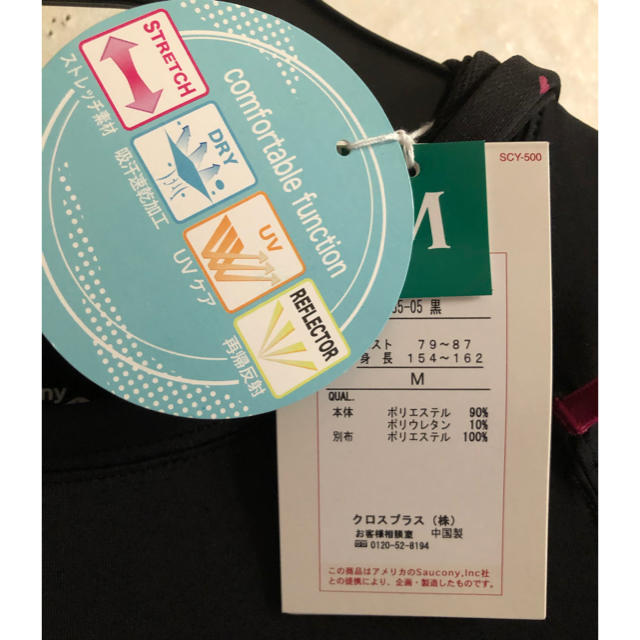 comfortable function
STRETCH
ストレッチ素材
DRY
吸汗速乾加工
UV
UVケア
REFLECTOR
再帰反射
SCY-500
M
35-05 黒
スト 79~87
身 長 154~162
M
QUAL.
本体 ポリエステル 90%
ポリウレタン 10%
別布 ポリエステル 100%
クロスプラス(株)
お客様相談室 中国製
0120-52-8194
この商品はアメリカのSaucony,Inc社
との提携により、企画・製造したものです。